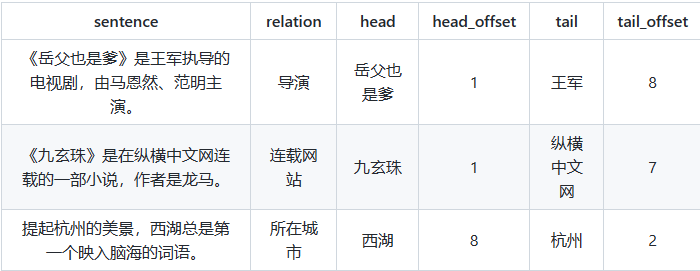 sentence relation head head_offset tail tail_offset
《岳父也是爹》是王军执导的
电视剧，由马恩然、范明主
演。
导演
岳父也
是爹
1
王军
8
《九玄珠》是在纵横中文网连
载的一部小说，作者是龙马。
连载网
站
九玄珠
1
纵横
中文
网
7
提起杭州的美景，西湖总是第
一个映入脑海的词语。
所在城
市
西湖
8
杭州
2